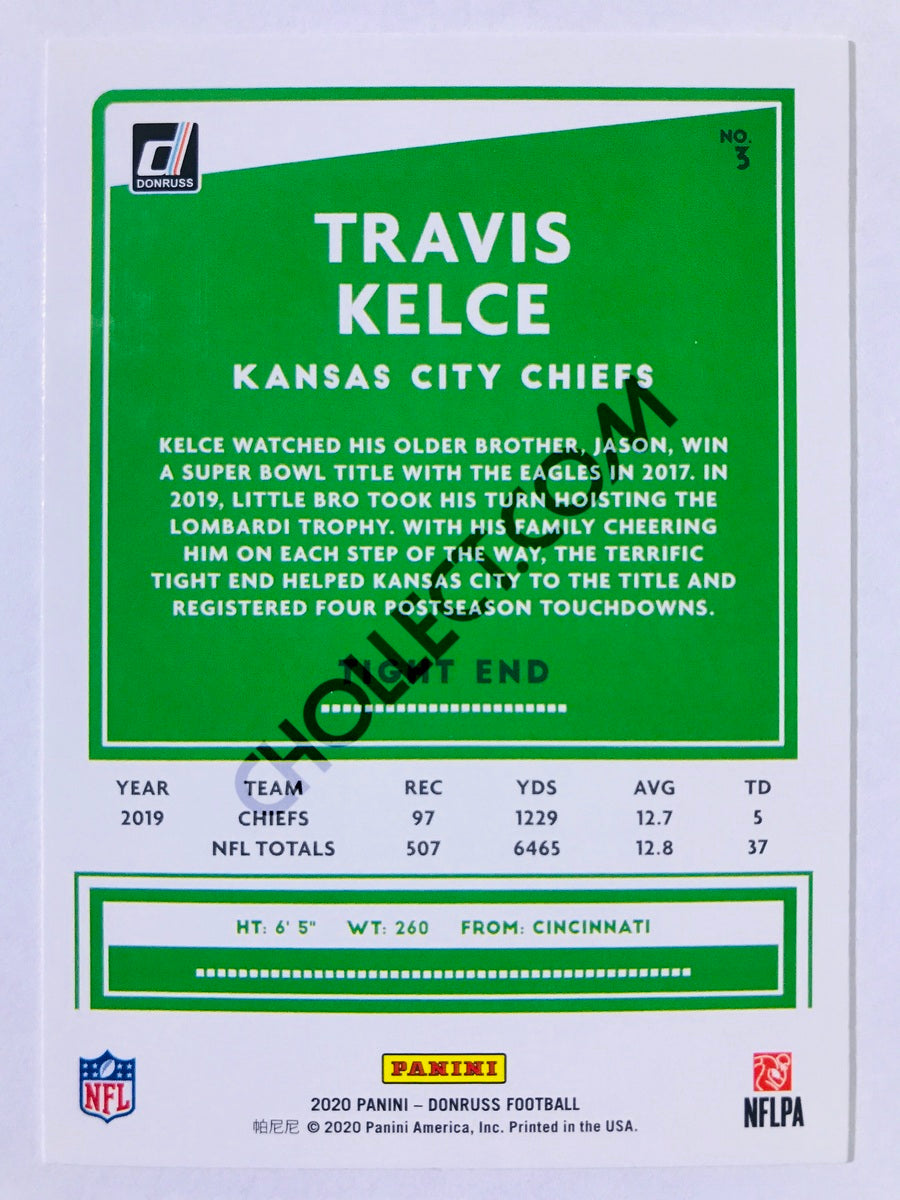 DONRUSS
NO.
3
TRAVIS
KELCE
KANSAS CITY CHIEFS
KELCE WATCHED HIS OLDER BROTHER, JASON, WIN
A SUPER BOWL TITLE WITH THE EAGLES IN 2017. IN
2019, LITTLE BRO TOOK HIS TURN HOISTING THE
LOMBARDI TROPHY. WITH HIS FAMILY CHEERING
HIM ON EACH STEP OF THE WAY, THE TERRIFIC
TIGHT END HELPED KANSAS CITY TO THE TITLE AND
REGISTERED FOUR POSTSEASON TOUCHDOWNS.
CHOLLECT.COM
TIGHT END
YEAR TEAM REC YDS AVG TD
2019 CHIEFS 97 1229 12.7 5
NFL TOTALS 507 6465 12.8 37
HT: 6' 5" WT: 260 FROM: CINCINNATI
NFL
PANINI
NFLPA
2020 PANINI – DONRUSS FOOTBALL
帕尼尼 © 2020 Panini America, Inc. Printed in the USA.